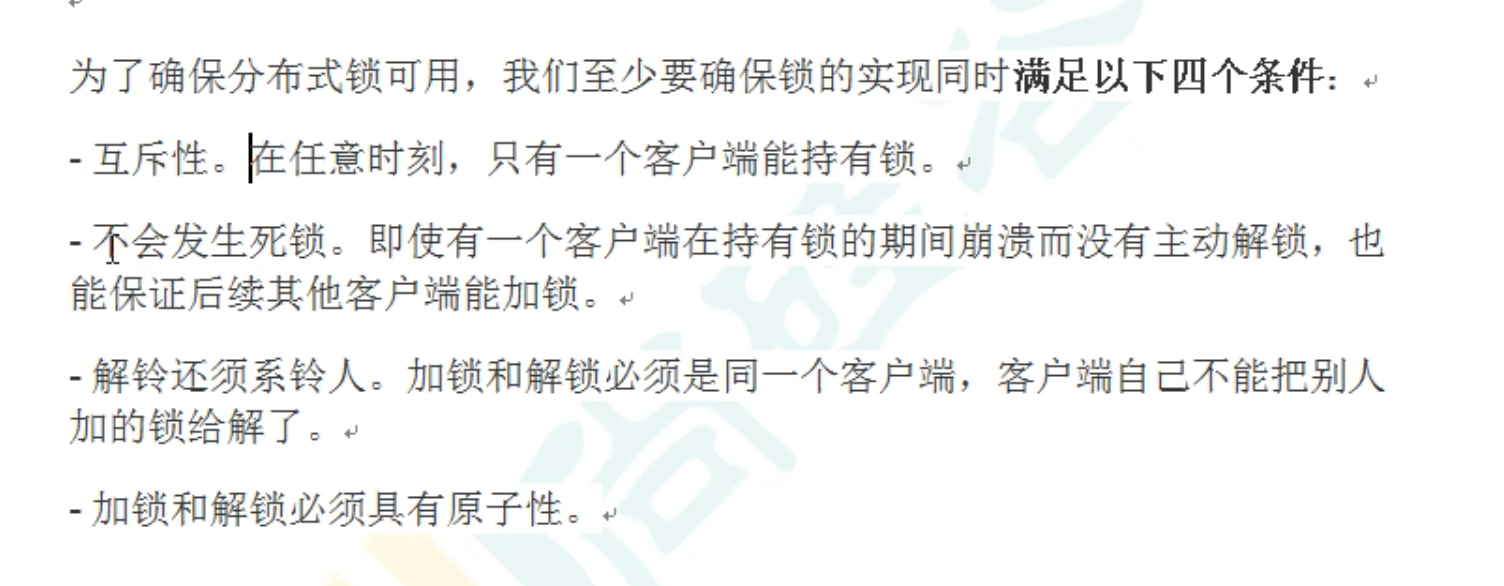 为了确保分布式锁可用，我们至少要确保锁的实现同时满足以下四个条件：
- 互斥性。在任意时刻，只有一个客户端能持有锁。
- 不会发生死锁。即使有一个客户端在持有锁的期间崩溃而没有主动解锁，也
能保证后续其他客户端能加锁。
- 解铃还须系铃人。加锁和解锁必须是同一个客户端，客户端自己不能把别人
加的锁给解了。
- 加锁和解锁必须具有原子性。